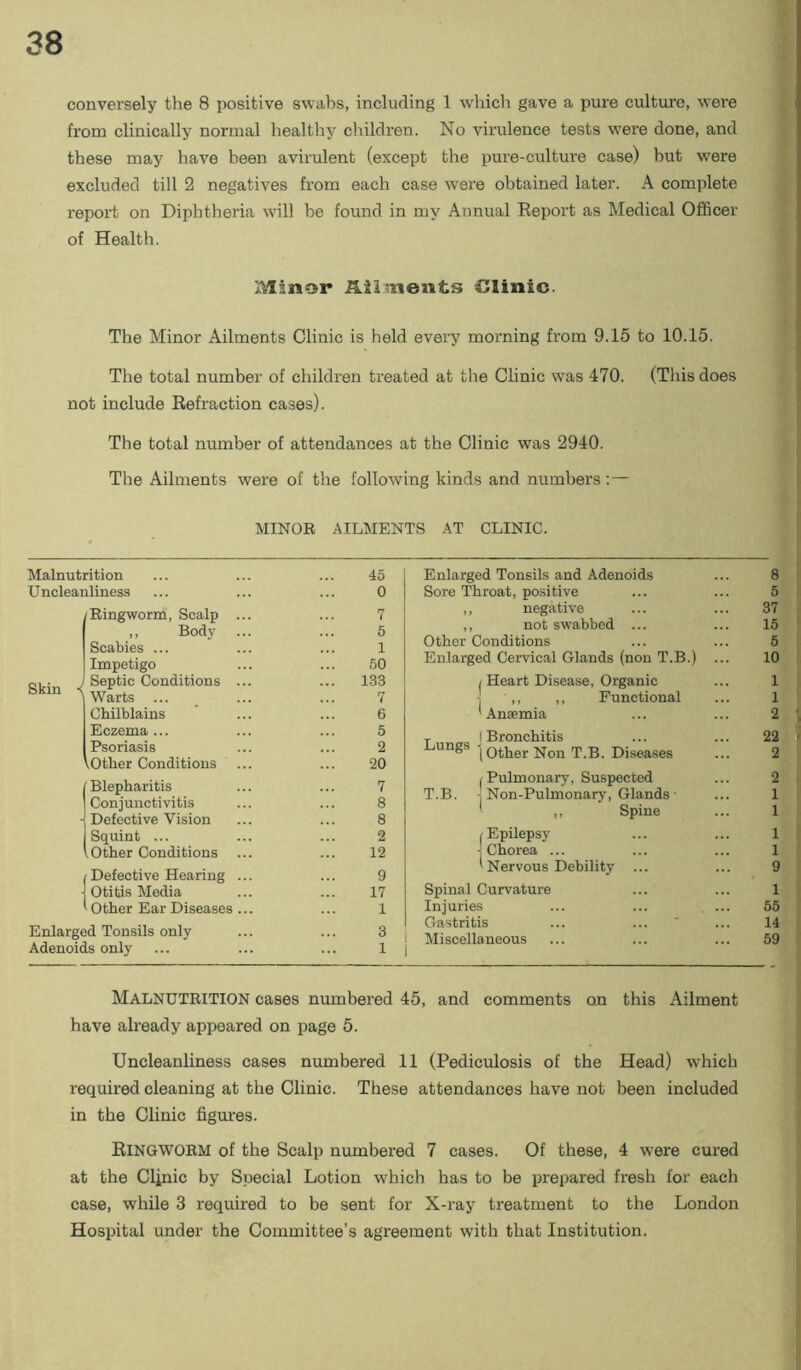 38
conversely the 8 positive swabs, including 1 which gave a pure culture, were
from clinically normal healthy children. No virulence tests were done, and
these may have been avirulent (except the pure-culture case) but were
excluded till 2 negatives from each case were obtained later. A complete
report on Diphtheria will be found in my Annual Report as Medical Officer
of Health.
Minor Ailments Clinic.
The Minor Ailments Clinic is held every morning from 9.15 to 10.15.
The total number of children treated at the Clinic was 470. (This does
not include Refraction cases).
The total number of attendances at the Clinic was 2940.
The Ailments were of the following kinds and numbers :—
MINOR AILMENTS AT CLINIC.
Malnutrition ... ... ... 45
Uncleanliness ... ... ... 0
Skin
Ringworm, Scalp ... ... 7
,, Body ... ... 5
Scabies ... ... ... 1
Impetigo ... ... 50
Septic Conditions ... ... 133
Warts ... ... ... 7
Chilblains ... ... 6
Eczema ... ... ... 5
Psoriasis ... ... 2
Other Conditions ... ... 20
Blepharitis ... ... 7
Conjunctivitis ... ... 8
Defective Vision ... ... 8
Squint ... ... ... 2
Other Conditions ... ... 12
Defective Hearing ... ... 9
Otitis Media ... ... 17
Other Ear Diseases ... ... 1
Enlarged Tonsils only ... ... 3
Adenoids only ... ... ... 1
Enlarged Tonsils and Adenoids ... 8
Sore Throat, positive ... ... 5
,, negative ... ... 37
,, not swabbed ... ... 15
Other Conditions ... ... 5
Enlarged Cervical Glands (non T.B.) ... 10
Heart Disease, Organic ... 1
,, ,, Functional ... 1
Anæmia ... ... 2
Lungs
Bronchitis ... ... 22
Other Non T.B. Diseases ... 2
T.B.
Pulmonary, Suspected ... 2
Non-Pulmonary, Glands ... 1
,, Spine ... 1
Epilepsy ... ... 1
Chorea ... ... ... 1
Nervous Debility ... ... 9
Spinal Curvature ... ... 1
Injuries ... ... ... 55
Gastritis ... ... ... 14
Miscellaneous ... ... ... 59
MALNUTRITION cases numbered 45, and comments on this Ailment
have already appeared on page 5.
Uncleanliness cases numbered 11 (Pediculosis of the Head) which
required cleaning at the Clinic. These attendances have not been included
in the Clinic figures.
RINGWORM of the Scalp numbered 7 cases. Of these, 4 were cured
at the Clinic by Special Lotion which has to be prepared fresh for each
case, while 3 required to be sent for X-ray treatment to the London
Hospital under the Committee's agreement with that Institution.